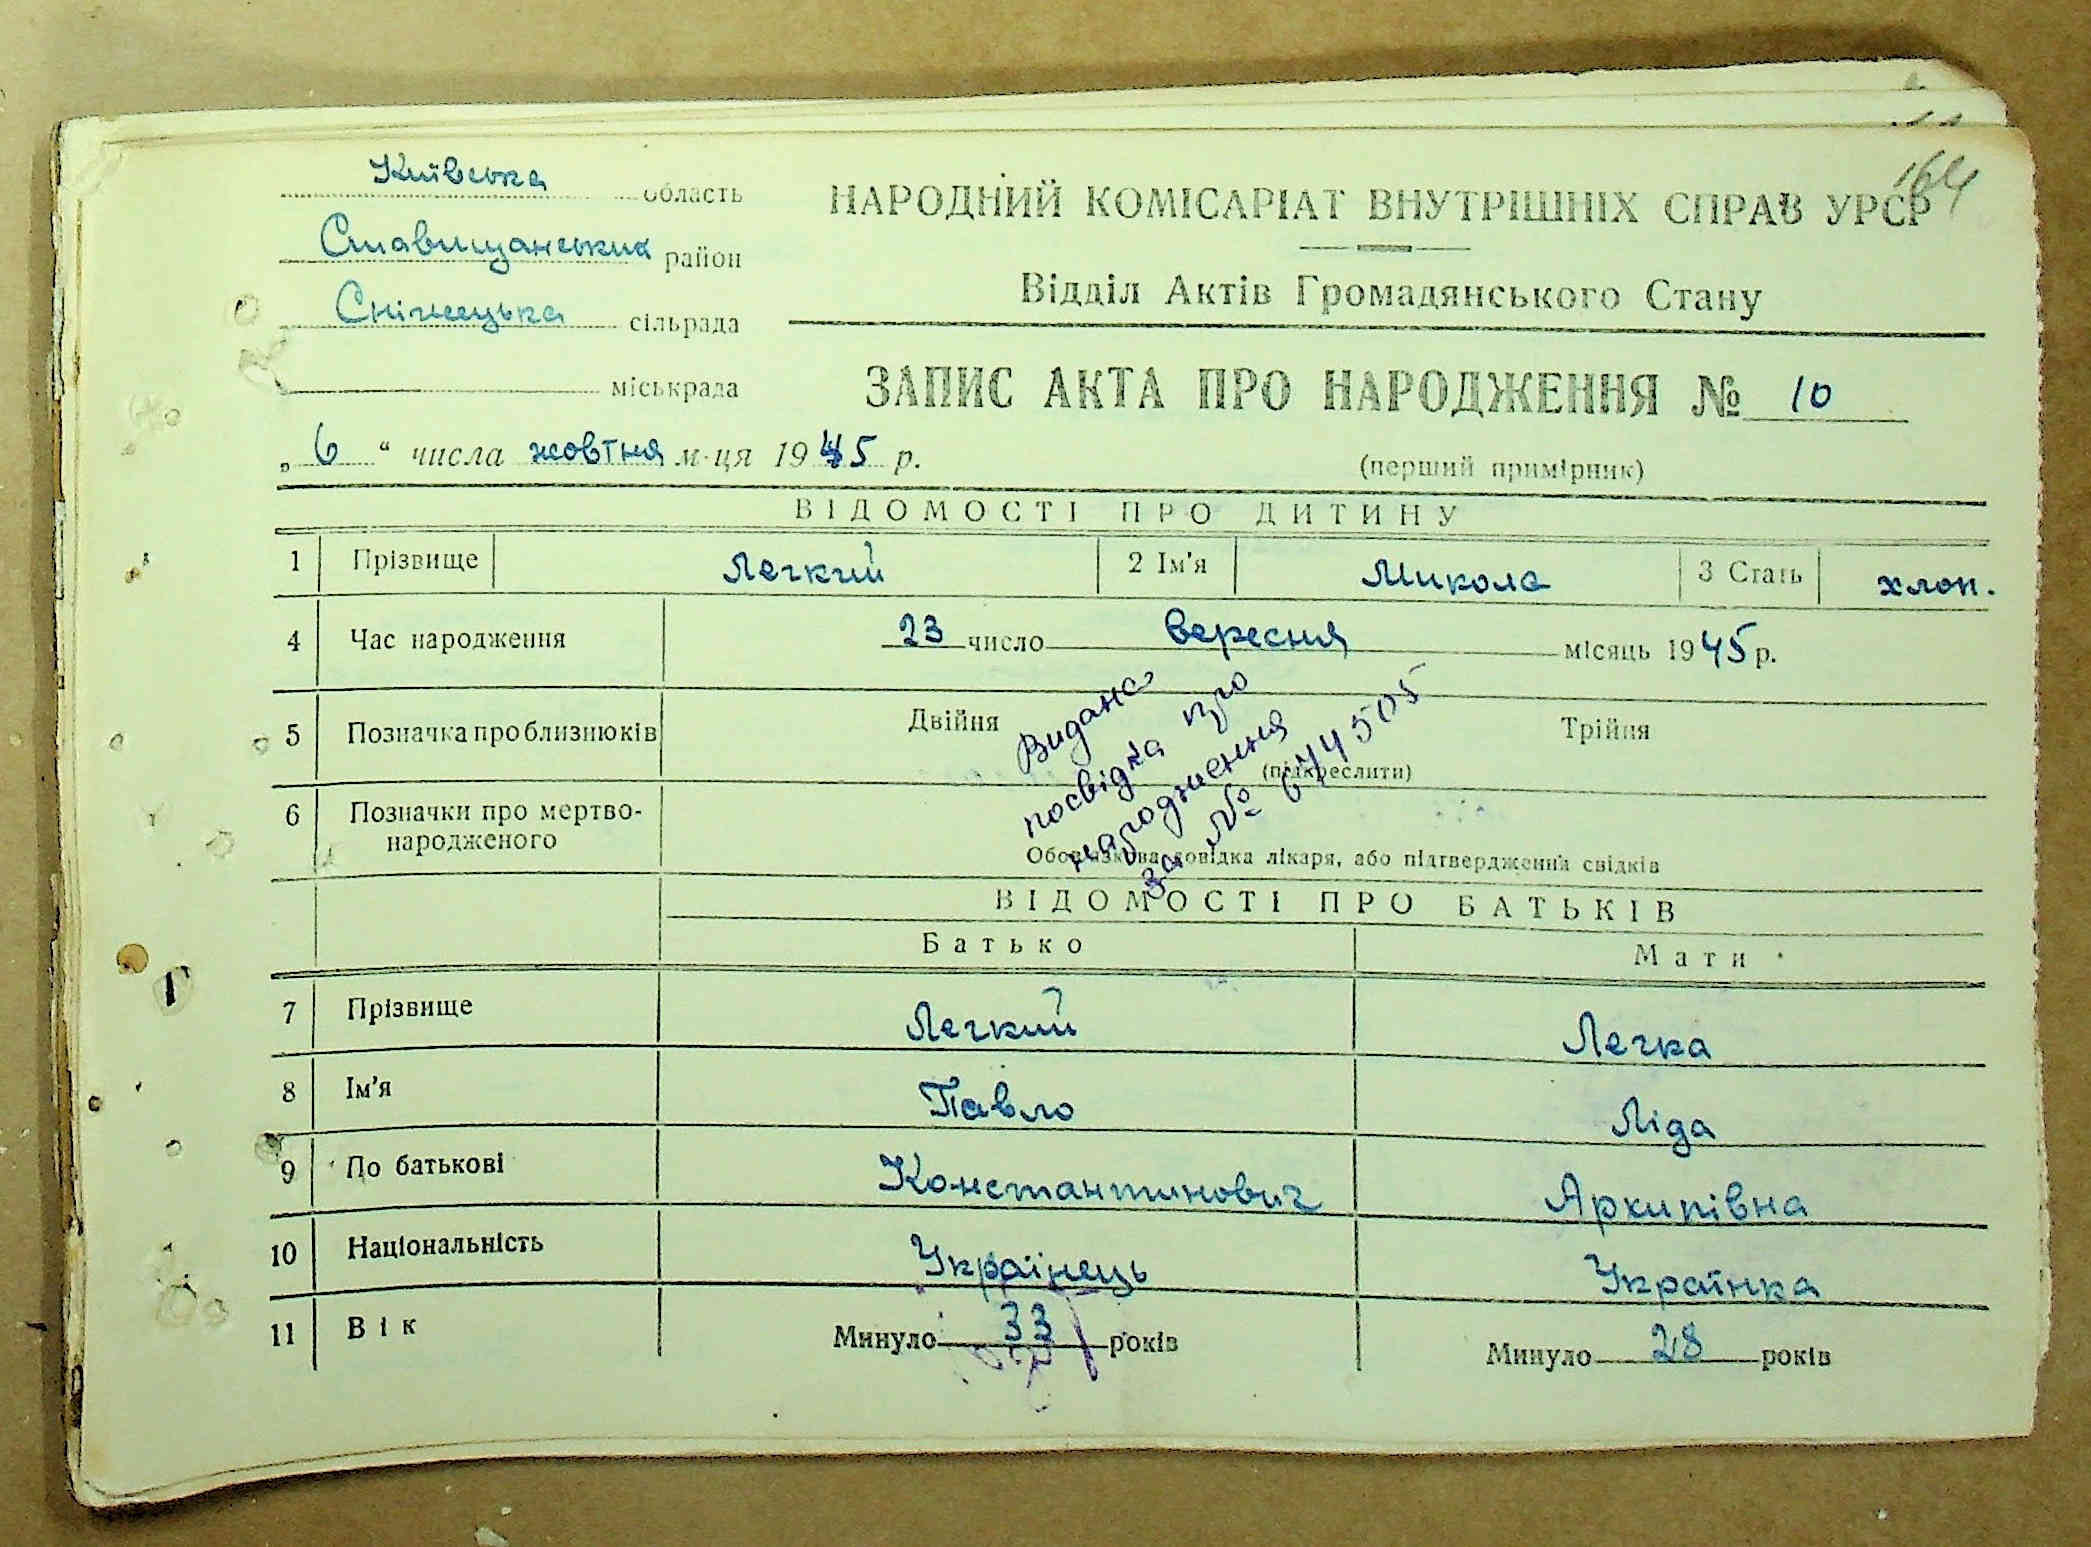 164
Київська область
НАРОДНИЙ КОМІСАРІАТ ВНУТРІШНІХ СПРАВ УРСР
Ставищанський район
Відділ Актів Громадянського Стану
сільрада
міськрада
ЗАПИС АКТА ПРО НАРОДЖЕННЯ № 10
„ 6 “ числа жовтня м-ця 1945 р.
(перший примірник)
ВІДОМОСТІ ПРО ДИТИНУ
1 Прізвище Легкий 2 Ім'я Микола 3 Стать хлоп.
4 Час народження 23 число вересня місяць 1945 р.
5 Позначка про близнюків Двійня Трійня
(підкреслити)
6 Позначки про мертво-
народженого
Обов'язкова довідка лікаря, або підтвердження свідків
Видана
посвідка про
народження
за № 674505
ВІДОМОСТІ ПРО БАТЬКІВ
Батько Мати
7 Прізвище Легкий Легка
8 Ім'я Павло Ліда
9 По батькові Константинович Архипівна
10 Національність Українець Українка
11 Вік Минуло 33 років Минуло 28 років